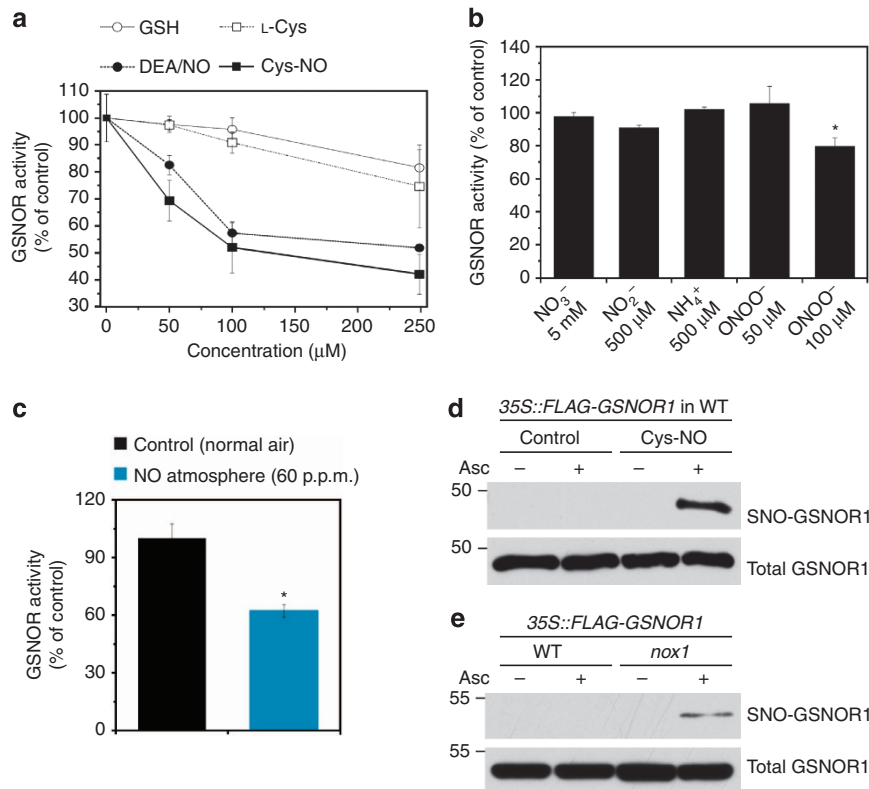 a
GSH
L-Cys
DEA/NO
Cys-NO
GSNOR activity
(% of control)
110
100
90
80
70
60
50
40
30
0
50
100
150
200
250
Concentration (μM)
b
GSNOR activity (% of control)
140
120
100
80
60
40
20
0
*
NO3−
5 mM
NO2−
500 μM
NH4+
500 μM
ONOO−
50 μM
ONOO−
100 μM
c
Control (normal air)
NO atmosphere (60 p.p.m.)
GSNOR activity
(% of control)
120
90
60
30
0
*
d
35S::FLAG-GSNOR1 in WT
Control Cys-NO
Asc − + − +
50
SNO-GSNOR1
50
Total GSNOR1
e
35S::FLAG-GSNOR1
WT nox1
Asc − + − +
55
SNO-GSNOR1
55
Total GSNOR1